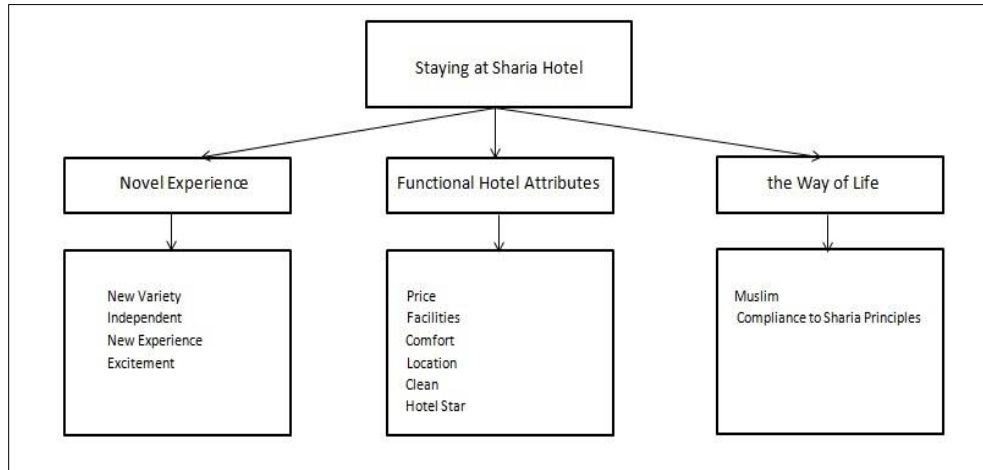 Staying at Sharia Hotel
Novel Experience
Functional Hotel Attributes
the Way of Life
New Variety
Independent
New Experience
Excitement
Price
Facilities
Comfort
Location
Clean
Hotel Star
Muslim
Compliance to Sharia Principles